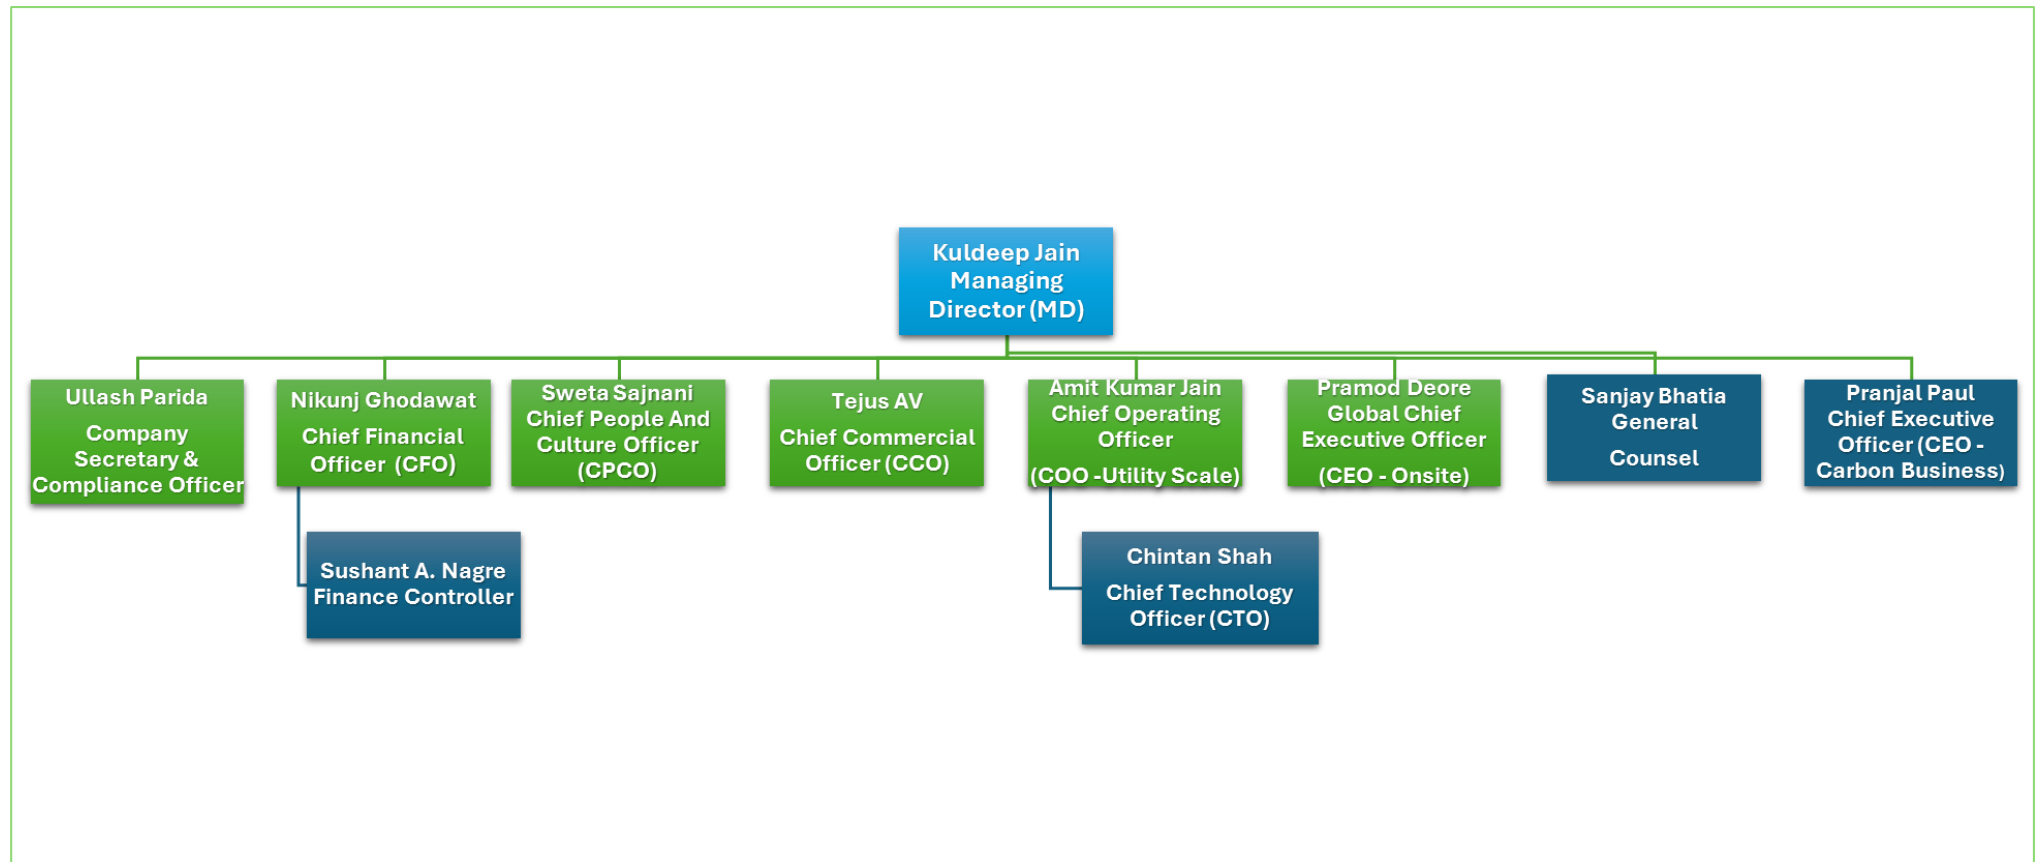 Kuldeep Jain
Managing
Director (MD)
Ullash Parida
Company
Secretary &
Compliance Officer
Nikunj Ghodawat
Chief Financial
Officer (CFO)
Sweta Sajnani
Chief People And
Culture Officer
(CPCO)
Tejus AV
Chief Commercial
Officer (CCO)
Amit Kumar Jain
Chief Operating
Officer
(COO -Utility Scale)
Pramod Deore
Global Chief
Executive Officer
(CEO - Onsite)
Sanjay Bhatia
General
Counsel
Pranjal Paul
Chief Executive
Officer (CEO -
Carbon Business)
Sushant A. Nagre
Finance Controller
Chintan Shah
Chief Technology
Officer (CTO)